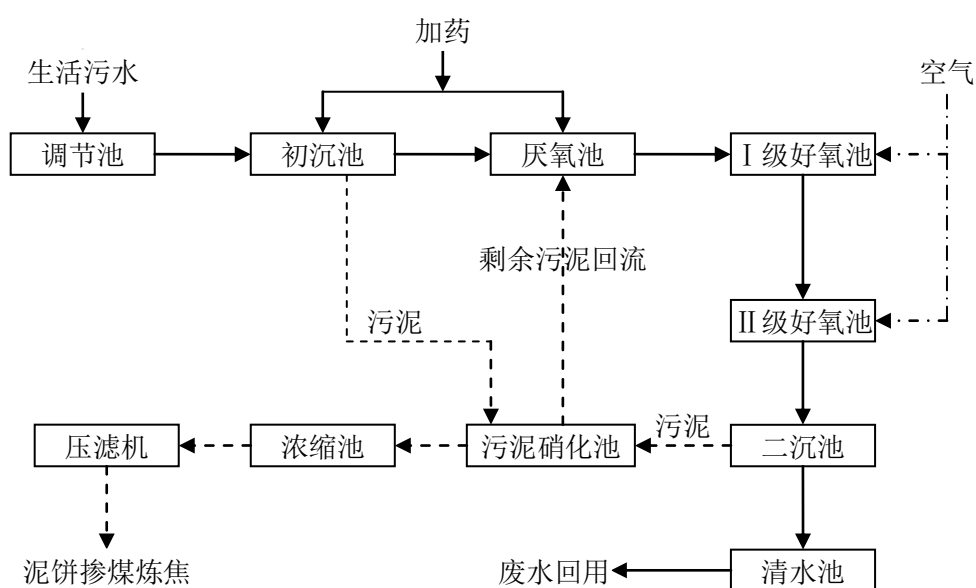 加药
生活污水
空气
调节池
初沉池
厌氧池
Ⅰ级好氧池
剩余污泥回流
污泥
Ⅱ级好氧池
压滤机
浓缩池
污泥硝化池
污泥
二沉池
泥饼掺煤炼焦
废水回用
清水池